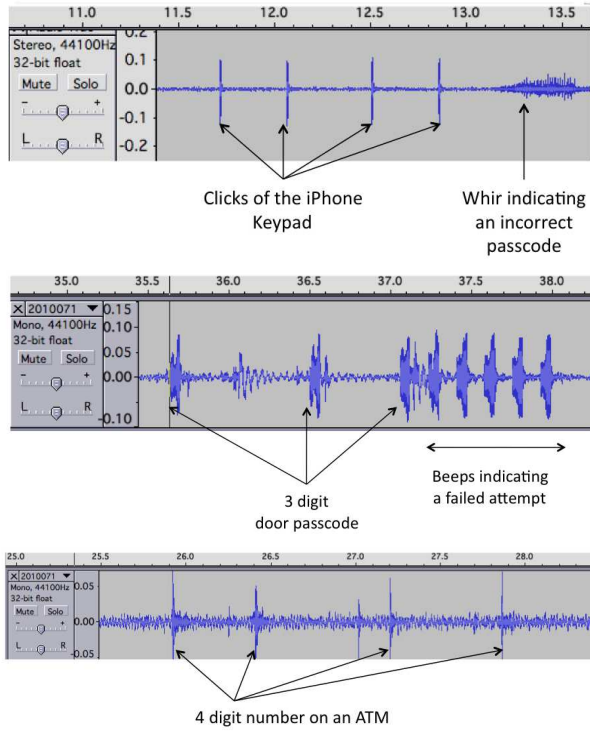 11.0 11.5 12.0 12.5 13.0 13.5
Stereo, 44100Hz
32-bit float
Mute Solo
- +
L R
0.2
0.1
0.0
-0.1
-0.2
Clicks of the iPhone
Keypad
Whir indicating
an incorrect
passcode
35.0 35.5 36.0 36.5 37.0 37.5 38.0
X 2010071 ▼
Mono, 44100Hz
32-bit float
Mute Solo
- +
L R
0.15
0.10
0.05
0.00
-0.10
3 digit
door passcode
Beeps indicating
a failed attempt
25.0 25.5 26.0 26.5 27.0 27.5 28.0
X 2010071 ▼
Mono, 44100Hz
32-bit float
Mute Solo
- +
L R
0.05
0.00
-0.05
4 digit number on an ATM